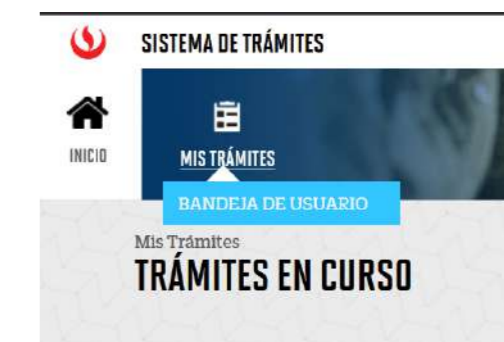 SISTEMA DE TRÁMITES
INICIO
MIS TRÁMITES
BANDEJA DE USUARIO
Mis Trámites
TRÁMITES EN CURSO